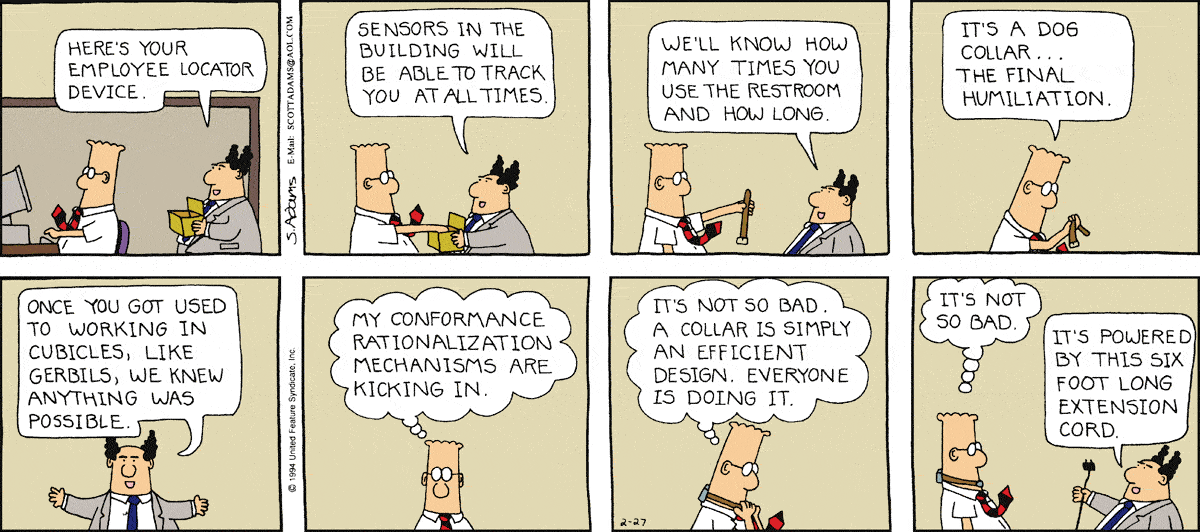 HERE'S YOUR
EMPLOYEE LOCATOR
DEVICE.
S.Adams
E-Mail: SCOTTADAMS@AOL.COM
SENSORS IN THE
BUILDING WILL
BE ABLE TO TRACK
YOU AT ALL TIMES.
WE'LL KNOW HOW
MANY TIMES YOU
USE THE RESTROOM
AND HOW LONG.
IT'S A DOG
COLLAR...
THE FINAL
HUMILIATION.
ONCE YOU GOT USED
TO WORKING IN
CUBICLES, LIKE
GERBILS, WE KNEW
ANYTHING WAS
POSSIBLE.
© 1994 United Feature Syndicate, Inc.
MY CONFORMANCE
RATIONALIZATION
MECHANISMS ARE
KICKING IN.
IT'S NOT SO BAD.
A COLLAR IS SIMPLY
AN EFFICIENT
DESIGN. EVERYONE
IS DOING IT.
2-27
IT'S NOT
SO BAD.
IT'S POWERED
BY THIS SIX
FOOT LONG
EXTENSION
CORD.